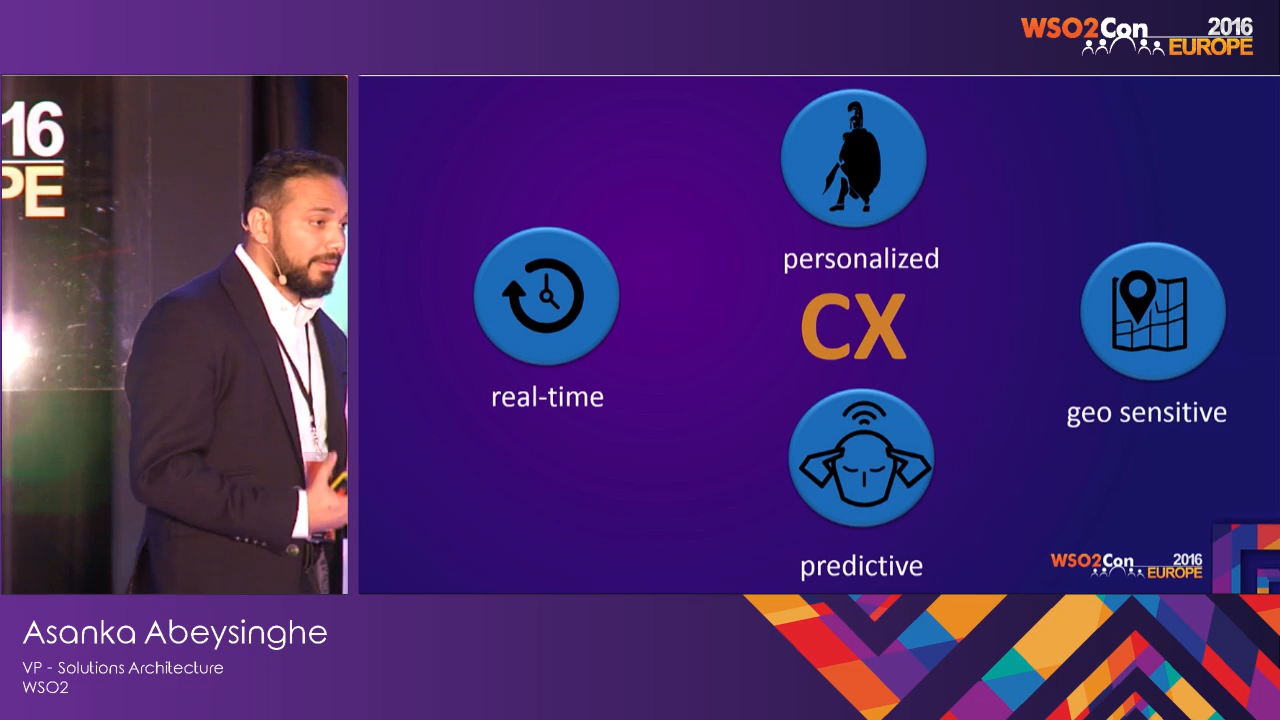 WSO2Con 2016
EUROPE
16
PE
personalized
CX
real-time
geo sensitive
predictive
WSO2Con 2016
EUROPE
Asanka Abeysinghe
VP - Solutions Architecture
WSO2